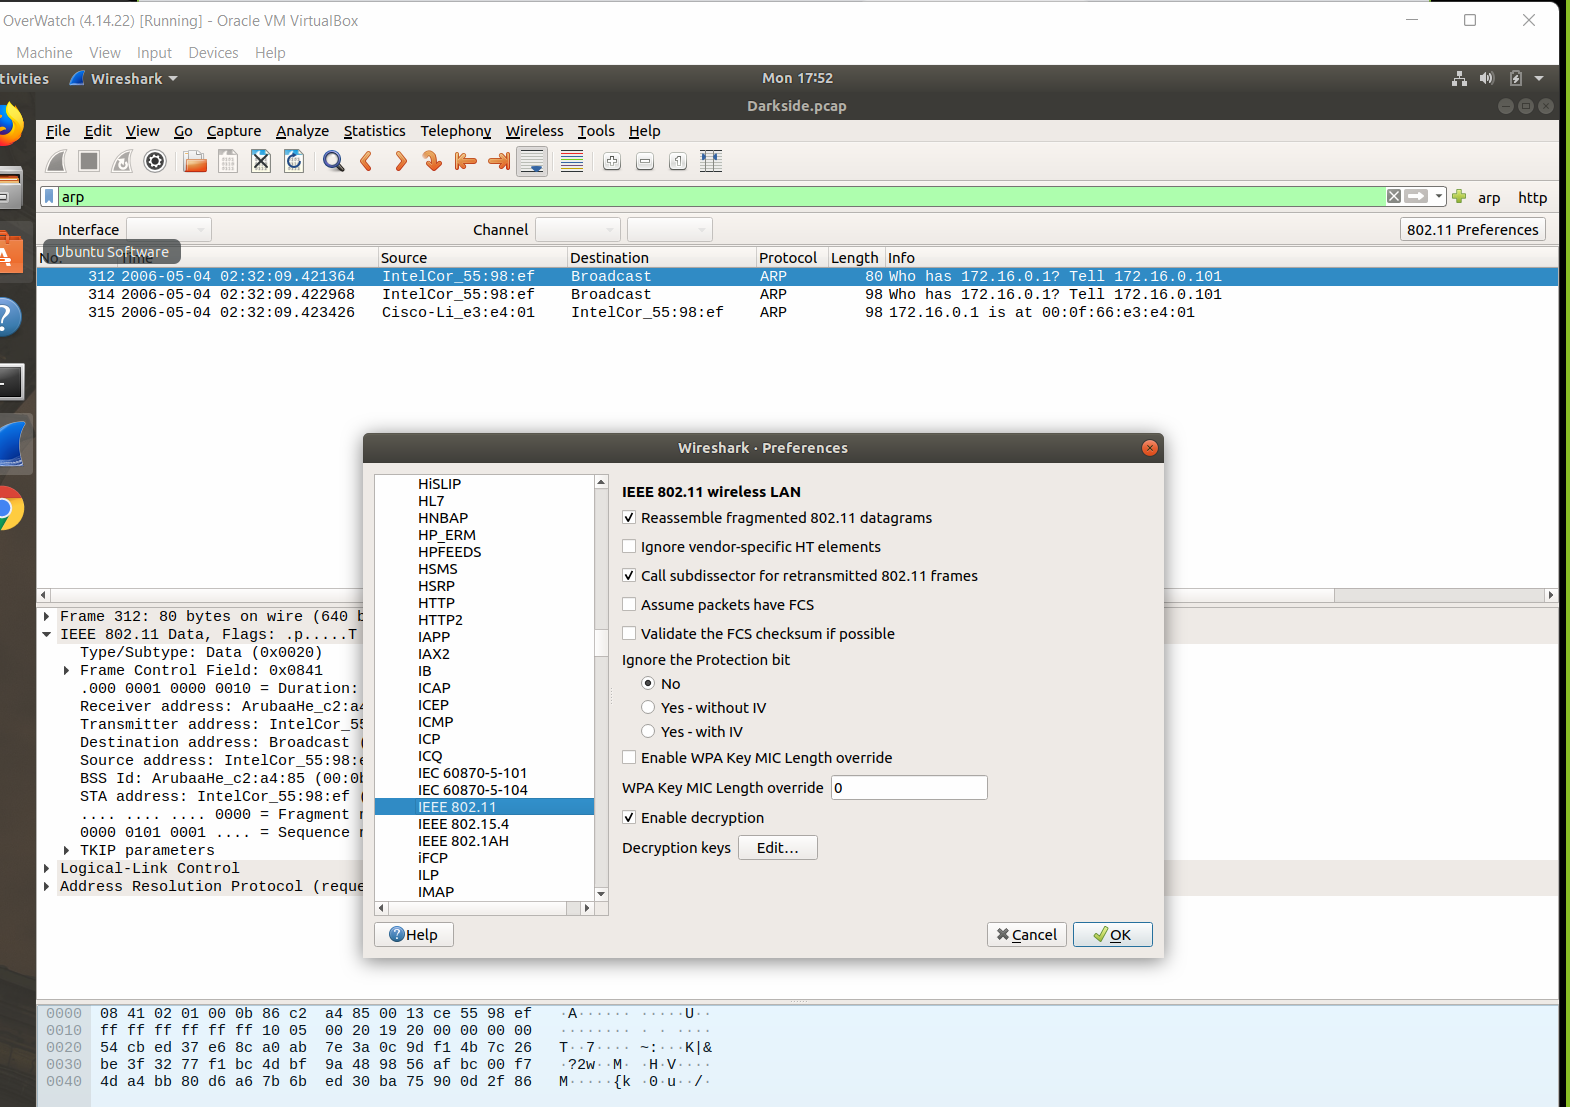 OverWatch (4.14.22) [Running] - Oracle VM VirtualBox
Machine View Input Devices Help
tivities Wireshark Mon 17:52
Darkside.pcap
File Edit View Go Capture Analyze Statistics Telephony Wireless Tools Help
arp arp http
Interface Channel 802.11 Preferences
Ubuntu Software
No. Time Source Destination Protocol Length Info
312 2006-05-04 02:32:09.421364 IntelCor_55:98:ef Broadcast ARP 80 Who has 172.16.0.1? Tell 172.16.0.101
314 2006-05-04 02:32:09.422968 IntelCor_55:98:ef Broadcast ARP 98 Who has 172.16.0.1? Tell 172.16.0.101
315 2006-05-04 02:32:09.423426 Cisco-Li_e3:e4:01 IntelCor_55:98:ef ARP 98 172.16.0.1 is at 00:0f:66:e3:e4:01
Frame 312: 80 bytes on wire (640 b
IEEE 802.11 Data, Flags: .p.....T
Type/Subtype: Data (0x0020)
Frame Control Field: 0x0841
.000 0001 0000 0010 = Duration:
Receiver address: ArubaaHe_c2:a4
Transmitter address: IntelCor_55
Destination address: Broadcast (
Source address: IntelCor_55:98:e
BSS Id: ArubaaHe_c2:a4:85 (00:0b
STA address: IntelCor_55:98:ef (
.... .... .... 0000 = Fragment n
0000 0101 0001 .... = Sequence n
TKIP parameters
Logical-Link Control
Address Resolution Protocol (reque
Wireshark · Preferences
HiSLIP
HL7
HNBAP
HP_ERM
HPFEEDS
HSMS
HSRP
HTTP
HTTP2
IAPP
IAX2
IB
ICAP
ICEP
ICMP
ICP
ICQ
IEC 60870-5-101
IEC 60870-5-104
IEEE 802.11
IEEE 802.15.4
IEEE 802.1AH
iFCP
ILP
IMAP
IEEE 802.11 wireless LAN
Reassemble fragmented 802.11 datagrams
Ignore vendor-specific HT elements
Call subdissector for retransmitted 802.11 frames
Assume packets have FCS
Validate the FCS checksum if possible
Ignore the Protection bit
No
Yes - without IV
Yes - with IV
Enable WPA Key MIC Length override
WPA Key MIC Length override 0
Enable decryption
Decryption keys Edit...
Help Cancel OK
0000 08 41 02 01 00 0b 86 c2 a4 85 00 13 ce 55 98 ef ·A······ ·····U··
0010 ff ff ff ff ff ff 10 05 00 20 19 20 00 00 00 00 ········ · · ····
0020 54 cb ed 37 e6 8c a0 ab 7e 3a 0c 9d f1 4b 7c 26 T··7···· ~:···K|&
0030 be 3f 32 77 f1 bc 4d bf 9a 48 98 56 af bc 00 f7 ·?2w··M· ·H·V····
0040 4d a4 bb 80 d6 a6 7b 6b ed 30 ba 75 90 0d 2f 86 M·····{k ·0·u··/·